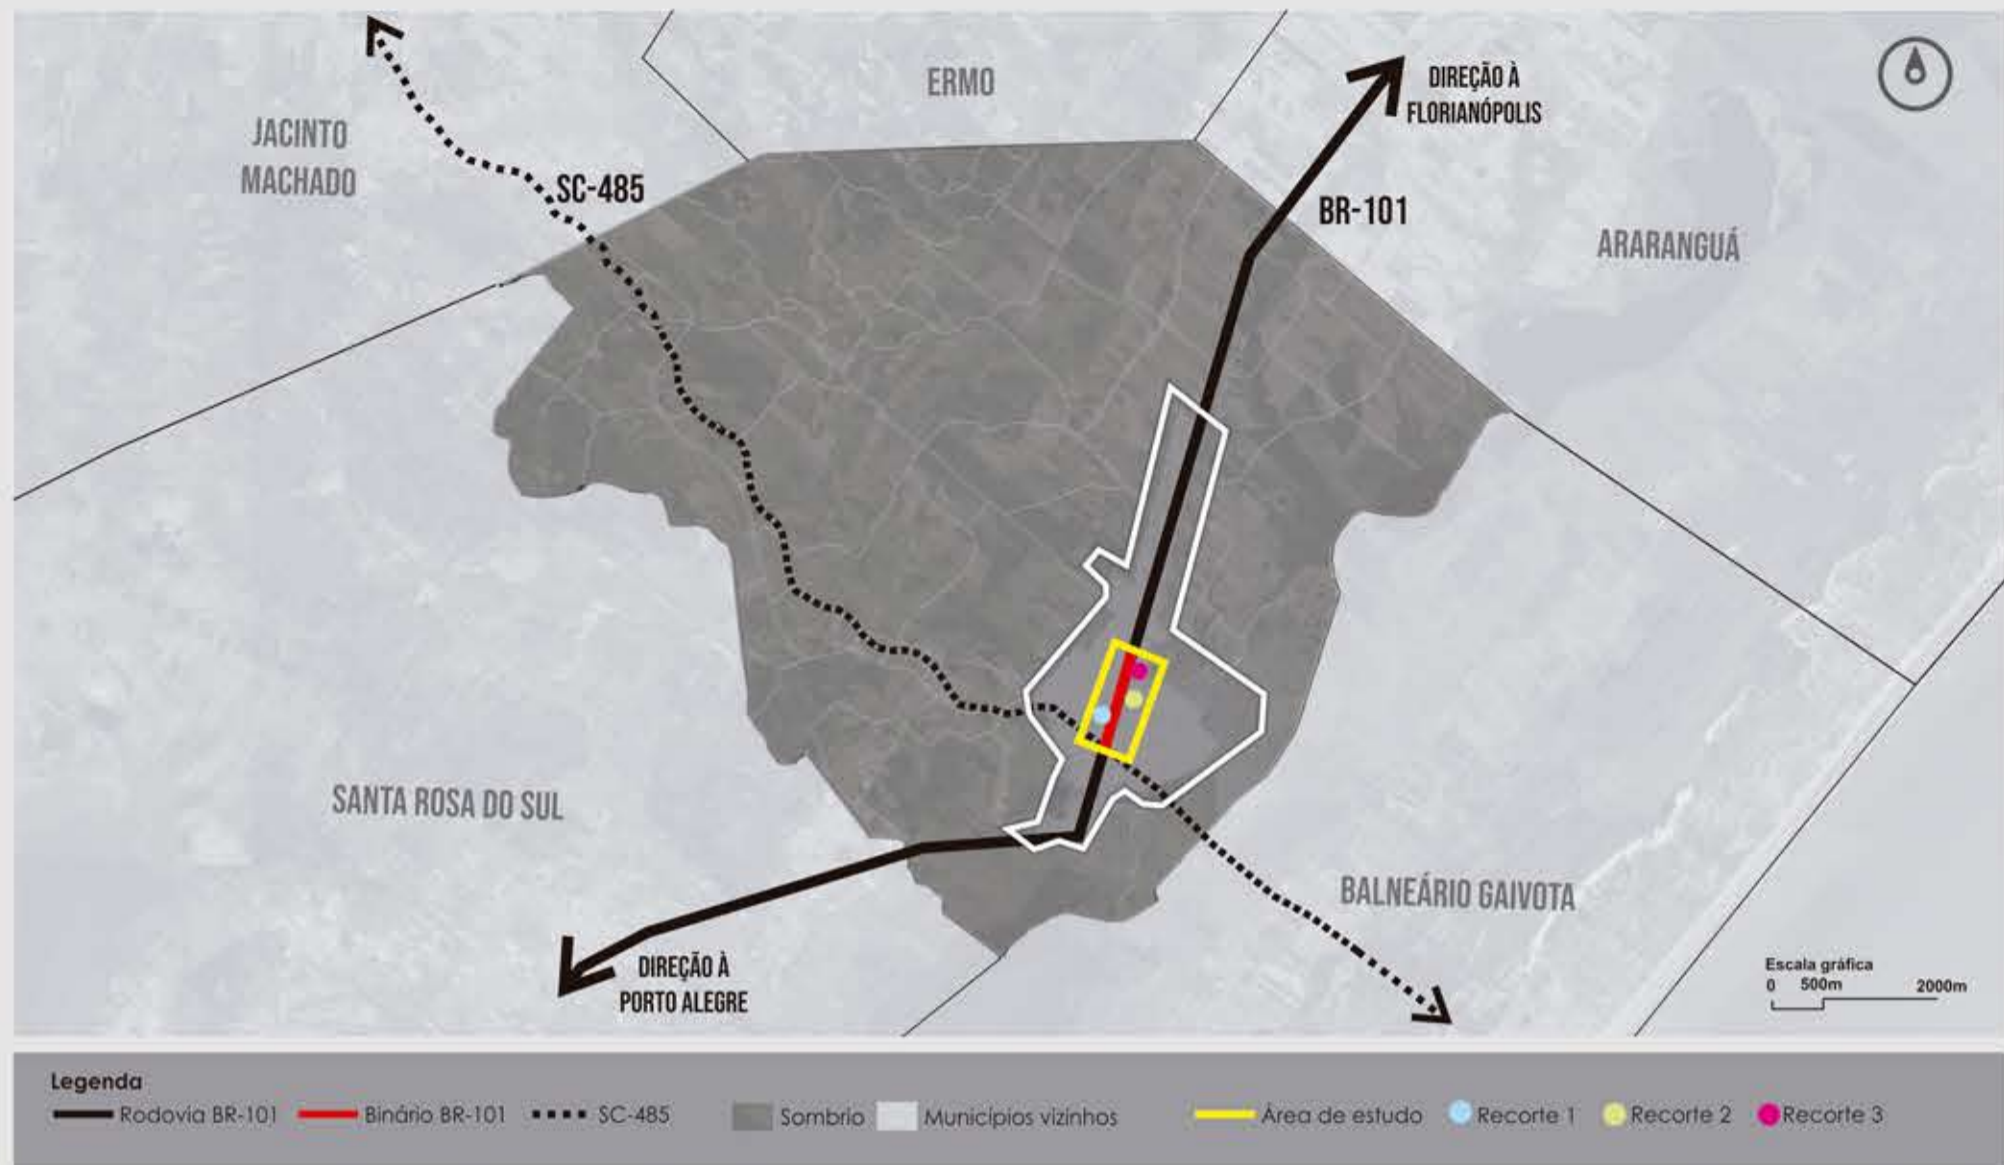 ERMO
DIREÇÃO À
FLORIANÓPOLIS
JACINTO
MACHADO
SC-485
BR-101
ARARANGUÁ
SANTA ROSA DO SUL
BALNEÁRIO GAIVOTA
DIREÇÃO À
PORTO ALEGRE
Escala gráfica
0 500m 2000m
Legenda
Rodovia BR-101 Binário BR-101 SC-485 Sombrio Municípios vizinhos Área de estudo Recorte 1 Recorte 2 Recorte 3